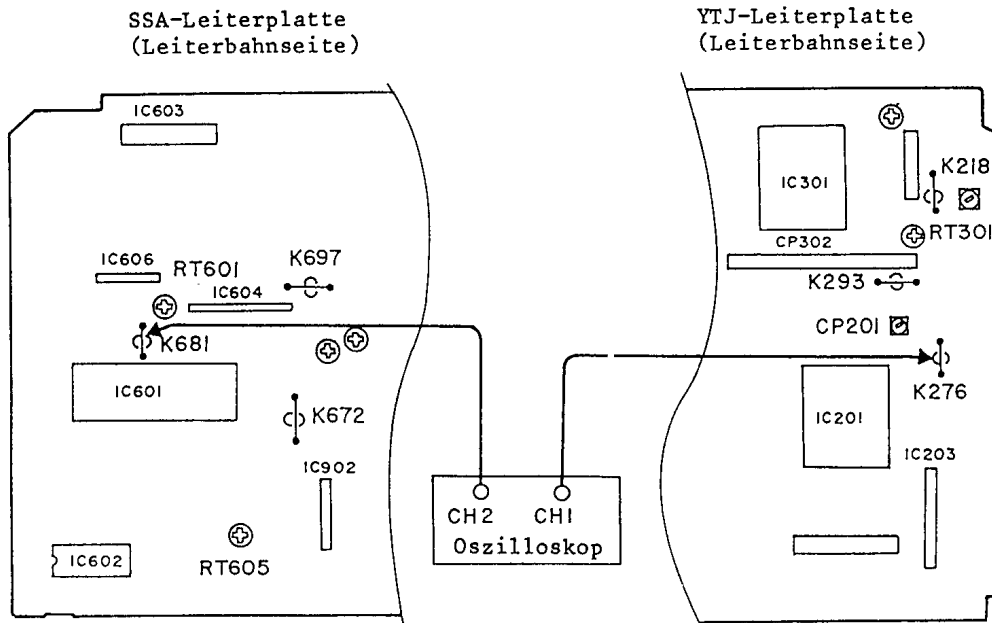 SSA-Leiterplatte
(Leiterbahnseite)
IC603
IC606
RT601
K697
IC604
K681
IC601
K672
IC902
IC602
RT605
CH2
CH1
Oszilloskop
YTJ-Leiterplatte
(Leiterbahnseite)
IC301
K218
RT301
CP302
K293
CP201
K276
IC201
IC203